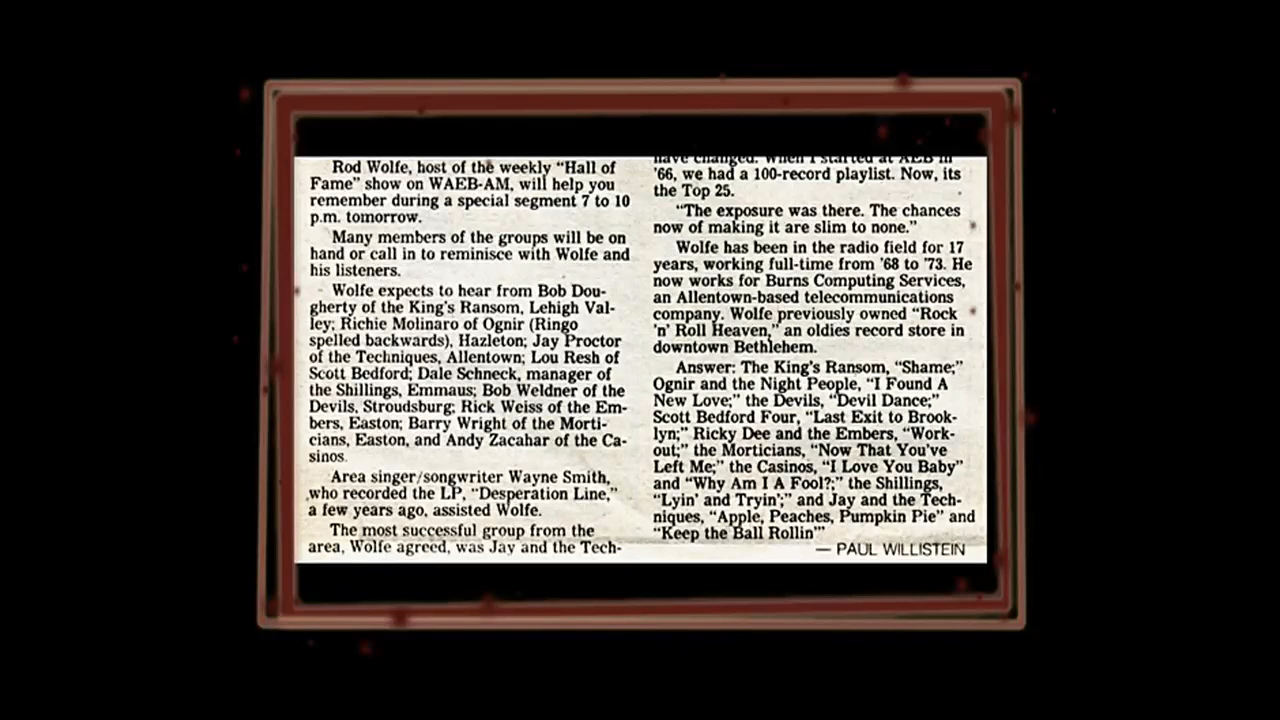 Rod Wolfe, host of the weekly "Hall of
Fame" show on WAEB-AM, will help you
remember during a special segment 7 to 10
p.m. tomorrow.
Many members of the groups will be on
hand or call in to reminisce with Wolfe and
his listeners.
Wolfe expects to hear from Bob Dou-
gherty of the King's Ransom, Lehigh Val-
ley; Richie Molinaro of Ognir (Ringo
spelled backwards), Hazleton; Jay Proctor
of the Techniques, Allentown; Lou Resh of
Scott Bedford; Dale Schneck, manager of
the Shillings, Emmaus; Bob Weldner of the
Devils, Stroudsburg; Rick Weiss of the Em-
bers, Easton; Barry Wright of the Morti-
cians, Easton, and Andy Zacahar of the Ca-
sinos.
Area singer/songwriter Wayne Smith,
who recorded the LP, "Desperation Line,"
a few years ago, assisted Wolfe.
The most successful group from the
area, Wolfe agreed, was Jay and the Tech-
have changed. When I started at AEB in
'66, we had a 100-record playlist. Now, its
the Top 25.
"The exposure was there. The chances
now of making it are slim to none."
Wolfe has been in the radio field for 17
years, working full-time from '68 to '73. He
now works for Burns Computing Services,
an Allentown-based telecommunications
company. Wolfe previously owned "Rock
'n' Roll Heaven," an oldies record store in
downtown Bethlehem.
Answer: The King's Ransom, "Shame;"
Ognir and the Night People, "I Found A
New Love;" the Devils, "Devil Dance;"
Scott Bedford Four, "Last Exit to Brook-
lyn;" Ricky Dee and the Embers, "Work-
out;" the Morticians, "Now That You've
Left Me;" the Casinos, "I Love You Baby"
and "Why Am I A Fool?;" the Shillings,
"Lyin' and Tryin';" and Jay and the Tech-
niques, "Apple, Peaches, Pumpkin Pie" and
"Keep the Ball Rollin'"
— PAUL WILLISTEIN